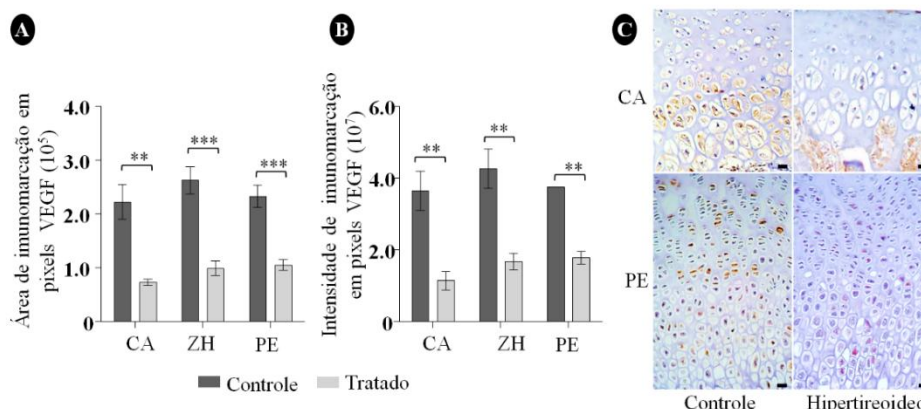 A
Área de imunomarcação em
pixels VEGF (10⁵)
4.0
3.0
2.0
1.0
0
**
***
***
CA
ZH
PE
B
Intensidade de imunomarcação
em pixels VEGF (10⁷)
6.0
4.0
2.0
0
**
**
**
CA
ZH
PE
Controle
Tratado
C
CA
PE
Controle
Hipertireoideo